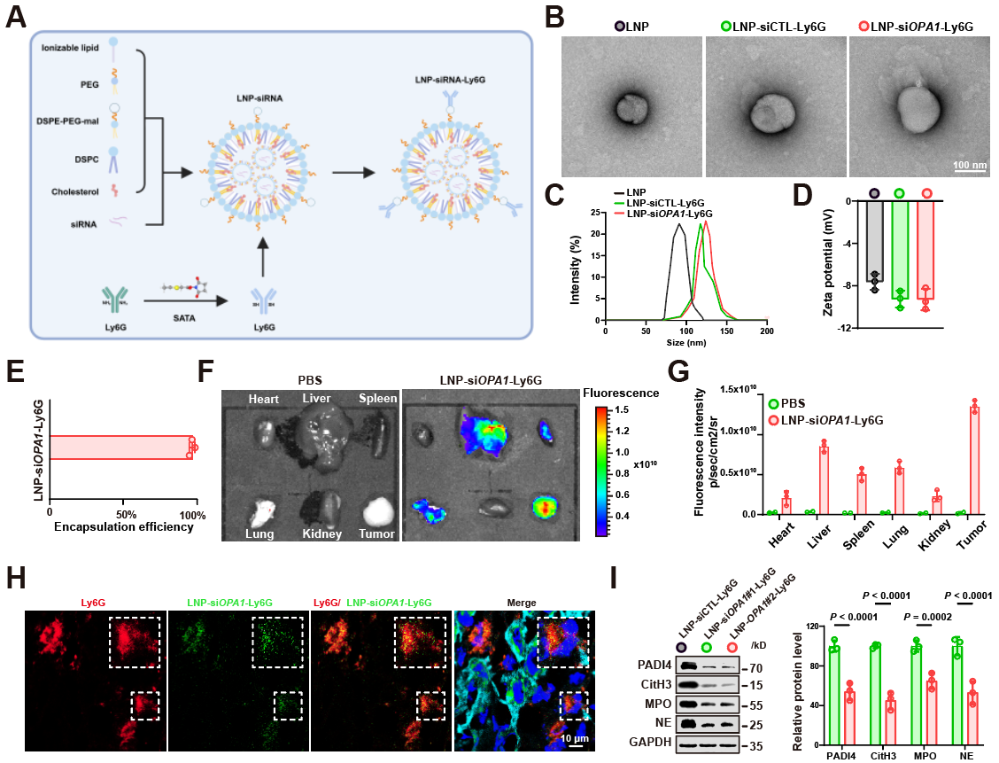 A
Ionizable lipid
PEG
DSPE-PEG-mal
DSPC
Cholesterol
siRNA
LNP-siRNA
LNP-siRNA-Ly6G
NH₂ NH₂
Ly6G
SATA
SH SH
Ly6G
B
LNP
LNP-siCTL-Ly6G
LNP-siOPA1-Ly6G
100 nm
C
LNP
LNP-siCTL-Ly6G
LNP-siOPA1-Ly6G
Intensity (%)
25
20
15
10
5
0
0 50 100 150 200
Size (nm)
D
Zeta potential (mV)
0
-4
-8
-12
E
LNP-siOPA1-Ly6G
0 50% 100%
Encapsulation efficiency
F
PBS
LNP-siOPA1-Ly6G
Heart Liver Spleen
Lung Kidney Tumor
Fluorescence
1.5
1.2
1.0
0.8
0.6
0.4
x10¹⁰
G
PBS
LNP-siOPA1-Ly6G
Fluorescence intensity
p/sec/cm2/sr
1.5x10¹⁰
1.0x10¹⁰
0.5x10¹⁰
0.0
Heart Liver Spleen Lung Kidney Tumor
H
Ly6G
LNP-siOPA1-Ly6G
Ly6G/ LNP-siOPA1-Ly6G
Merge
10 µm
I
LNP-siCTL-Ly6G
LNP-siOPA1#1-Ly6G
LNP-OPA1#2-Ly6G
/kD
PADI4 70
CitH3 15
MPO 55
NE 25
GAPDH 35
Relative protein level
120
80
40
0
P < 0.0001
P < 0.0001
P = 0.0002
P < 0.0001
PADI4 CitH3 MPO NE